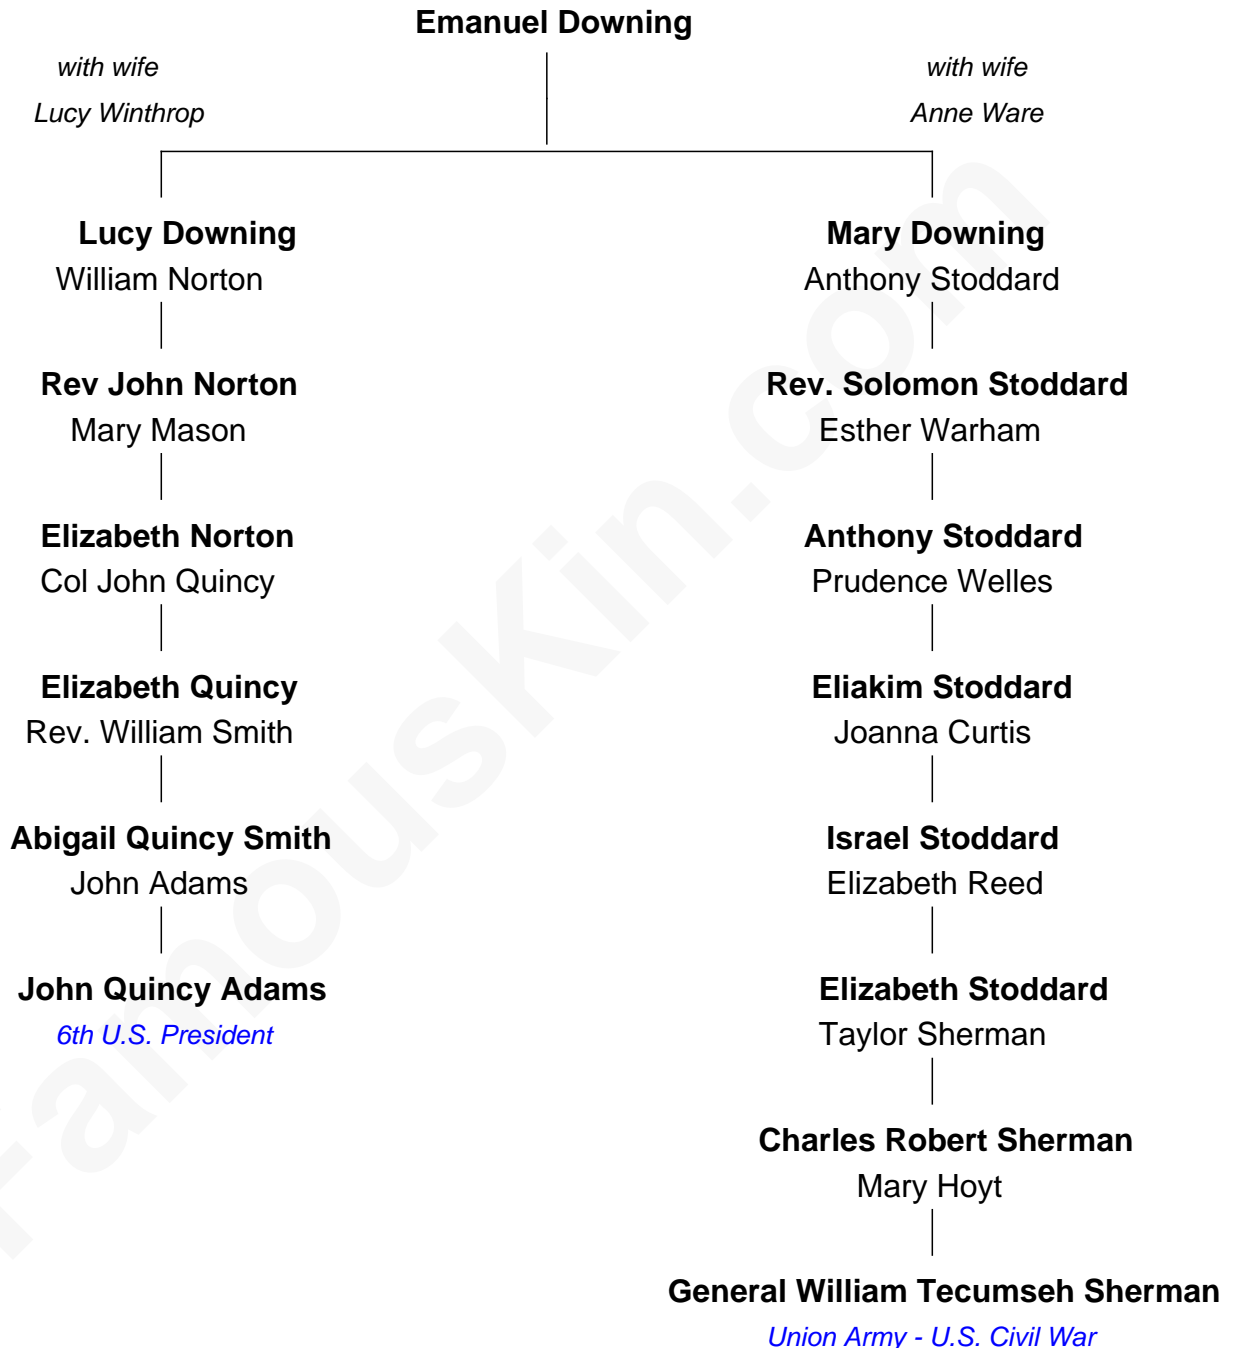 Emanuel Downing
with wife
Lucy Winthrop
with wife
Anne Ware
Lucy Downing
William Norton
Mary Downing
Anthony Stoddard
Rev John Norton
Mary Mason
Rev. Solomon Stoddard
Esther Warham
Elizabeth Norton
Col John Quincy
Anthony Stoddard
Prudence Welles
Elizabeth Quincy
Rev. William Smith
Eliakim Stoddard
Joanna Curtis
Abigail Quincy Smith
John Adams
Israel Stoddard
Elizabeth Reed
John Quincy Adams
6th U.S. President
Elizabeth Stoddard
Taylor Sherman
Charles Robert Sherman
Mary Hoyt
General William Tecumseh Sherman
Union Army - U.S. Civil War
FamousKin.com